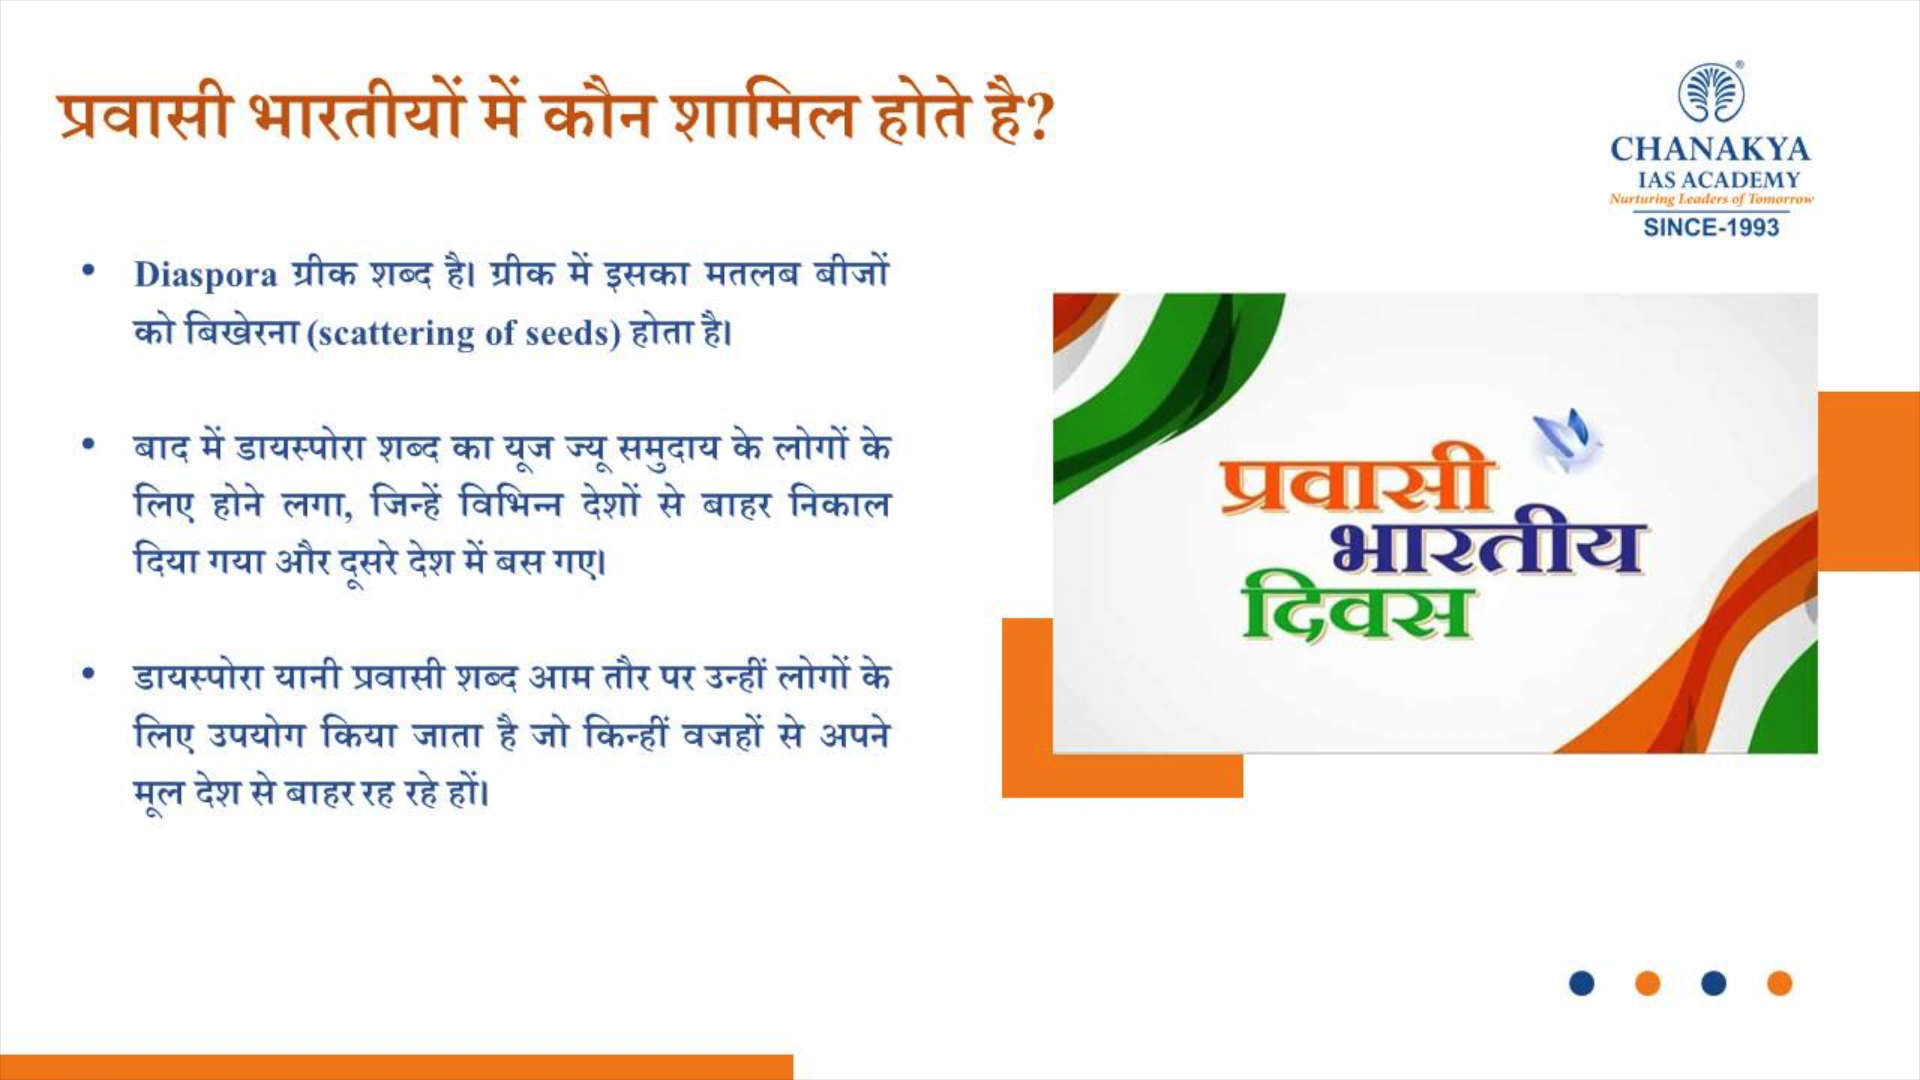 प्रवासी भारतीयों में कौन शामिल होते है?
CHANAKYA
IAS ACADEMY
Nurturing Leaders of Tomorrow
SINCE-1993
• Diaspora ग्रीक शब्द है। ग्रीक में इसका मतलब बीजों
को बिखेरना (scattering of seeds) होता है।
• बाद में डायस्पोरा शब्द का यूज ज्यू समुदाय के लोगों के
लिए होने लगा, जिन्हें विभिन्न देशों से बाहर निकाल
दिया गया और दूसरे देश में बस गए।
• डायस्पोरा यानी प्रवासी शब्द आम तौर पर उन्हीं लोगों के
लिए उपयोग किया जाता है जो किन्हीं वजहों से अपने
मूल देश से बाहर रह रहे हों।
प्रवासी
भारतीय
दिवस